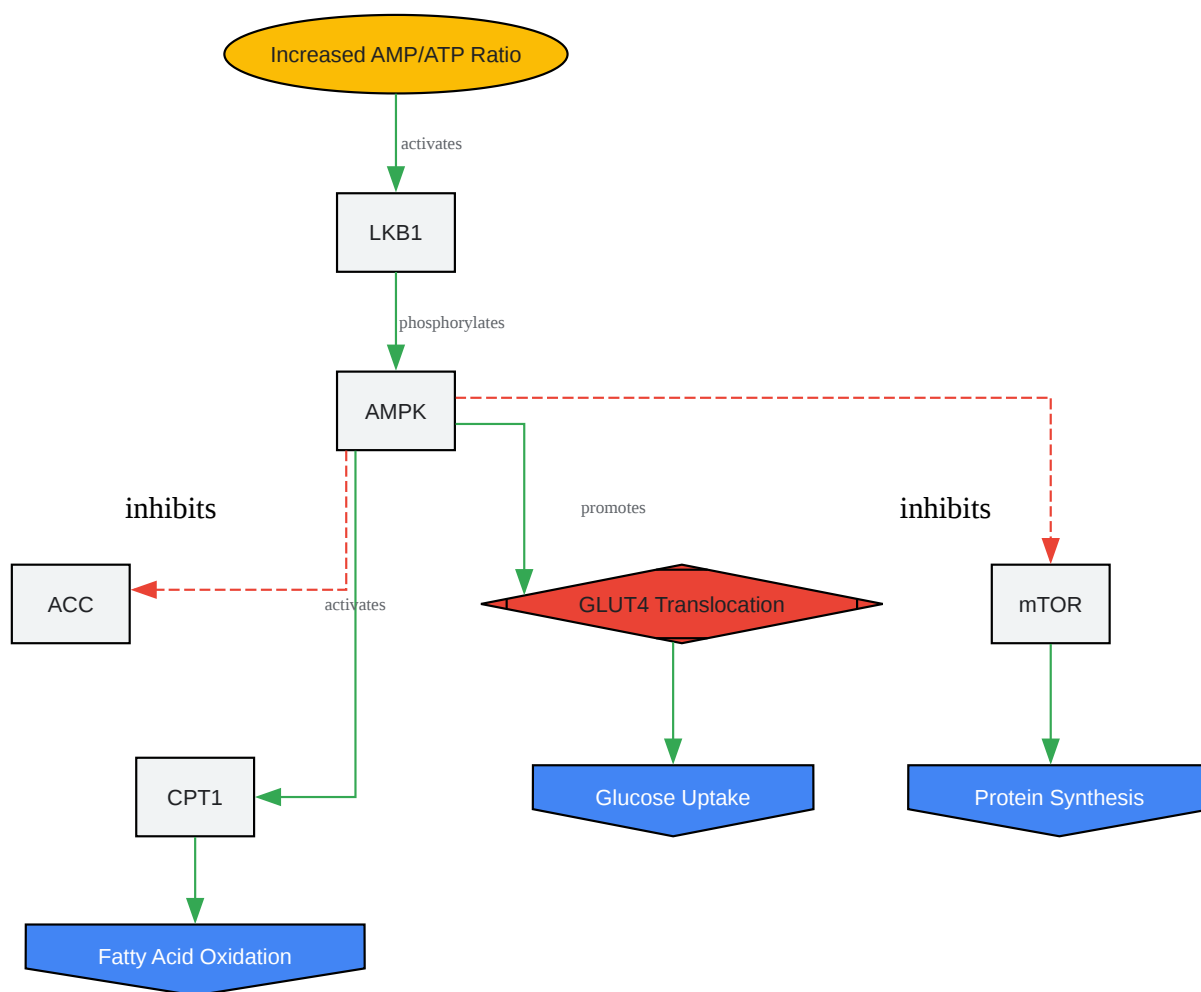 Increased AMP/ATP Ratio
activates
LKB1
phosphorylates
AMPK
inhibits
promotes
inhibits
ACC
activates
GLUT4 Translocation
mTOR
CPT1
Glucose Uptake
Protein Synthesis
Fatty Acid Oxidation